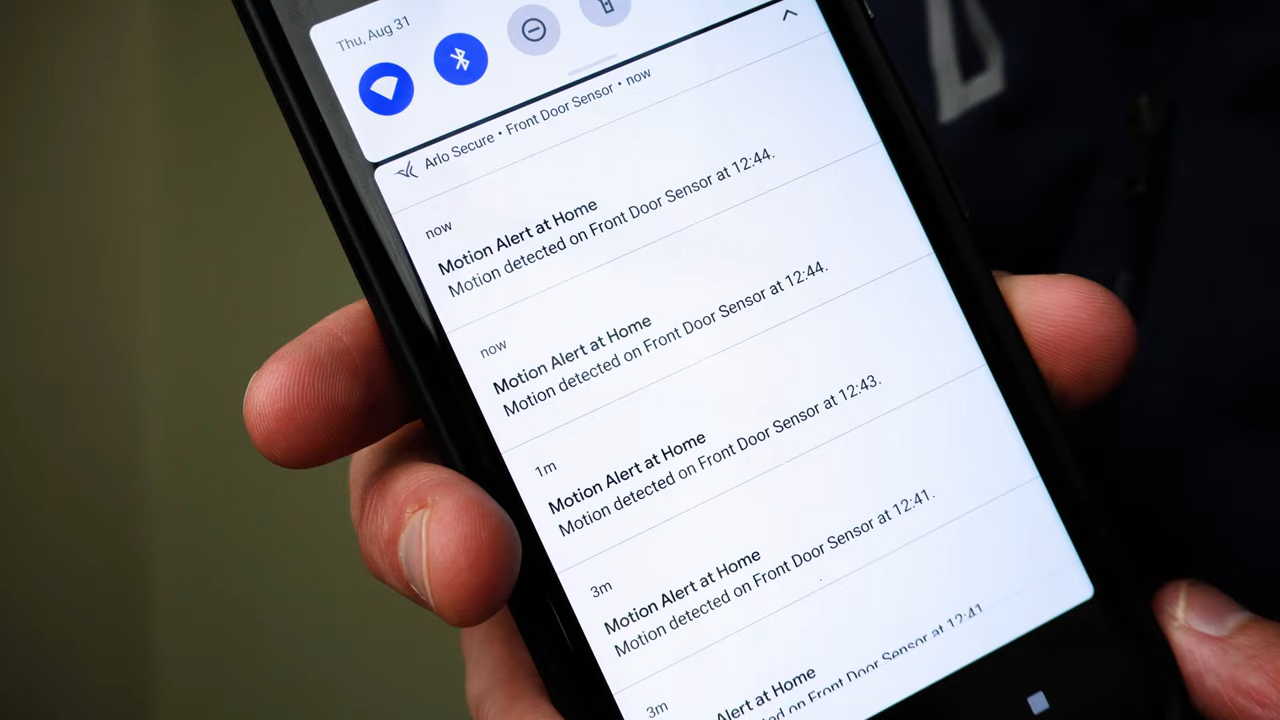 Thu, Aug 31
Arlo Secure • Front Door Sensor • now
now
Motion Alert at Home
Motion detected on Front Door Sensor at 12:44.
now
Motion Alert at Home
Motion detected on Front Door Sensor at 12:44.
1m
Motion Alert at Home
Motion detected on Front Door Sensor at 12:43.
3m
Motion Alert at Home
Motion detected on Front Door Sensor at 12:41.
3m
Alert at Home
on Front Door Sensor at 12:41